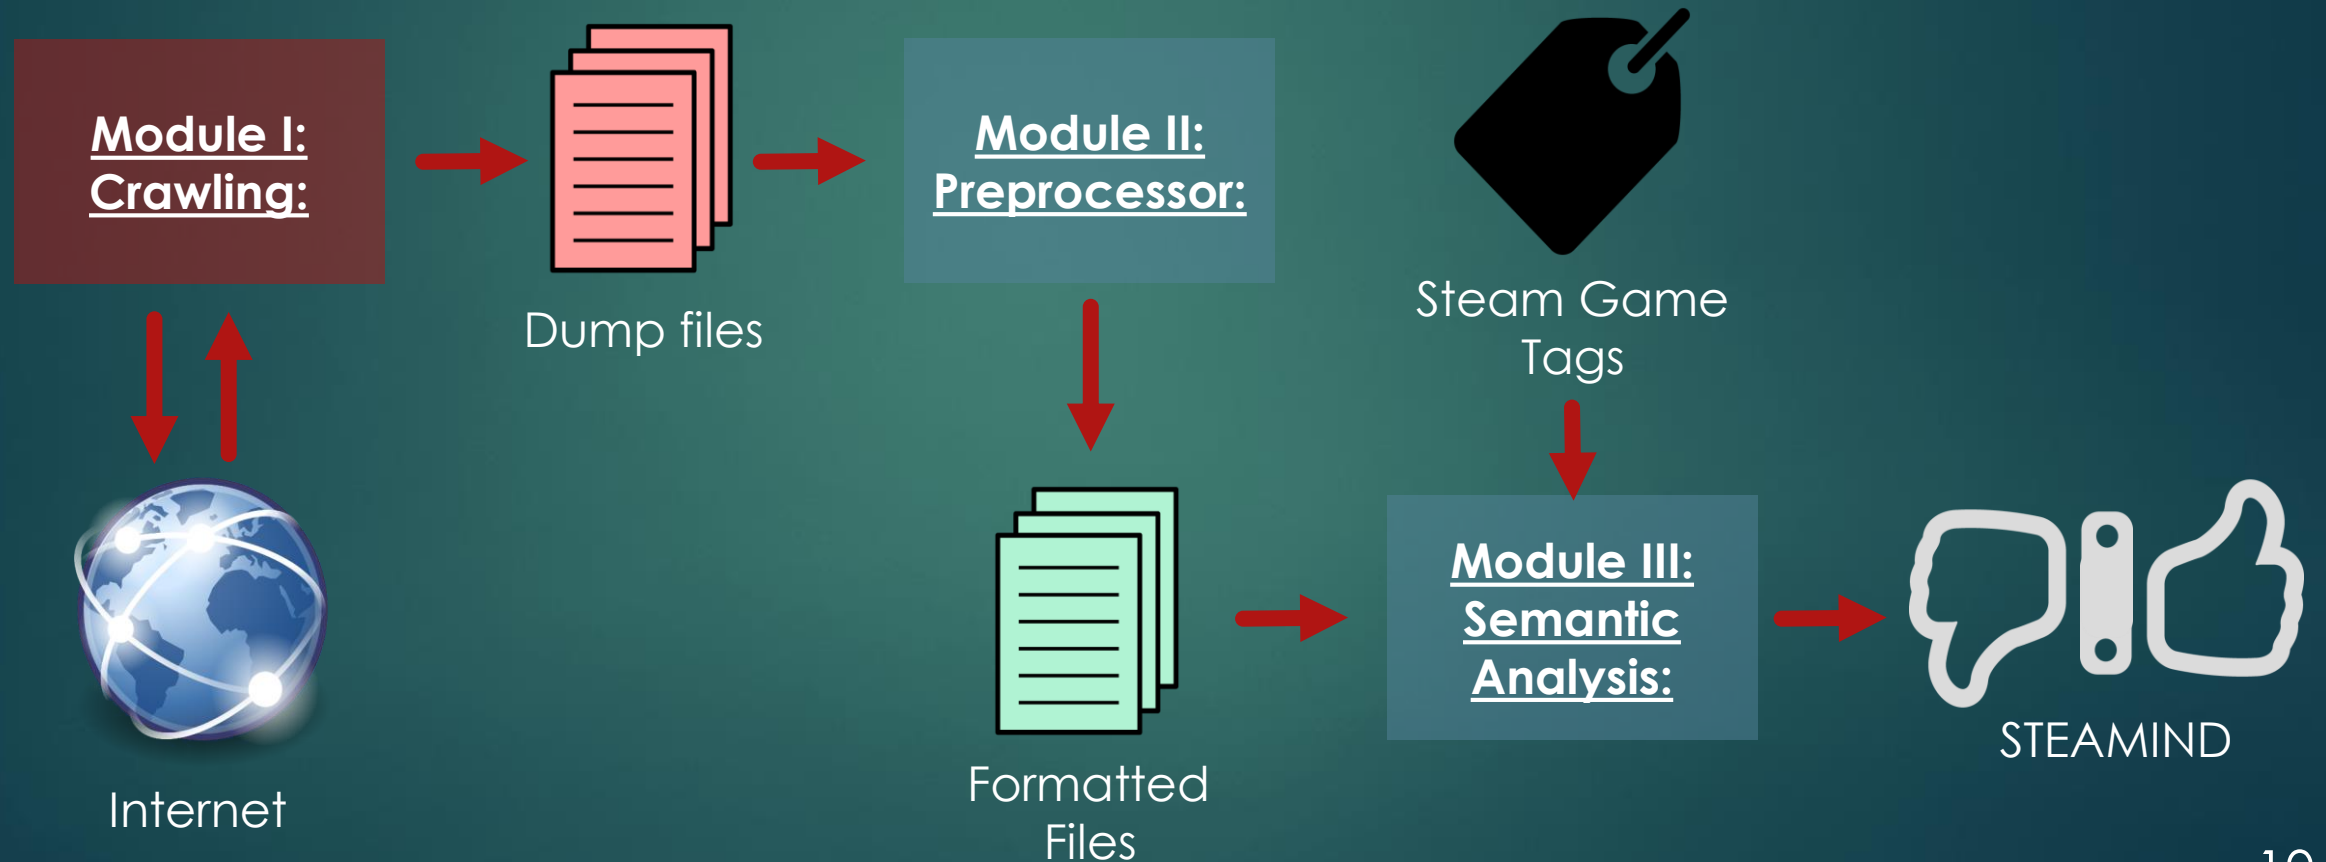 Module I:
Crawling:
Dump files
Module II:
Preprocessor:
Steam Game
Tags
Internet
Formatted
Files
Module III:
Semantic
Analysis:
STEAMIND